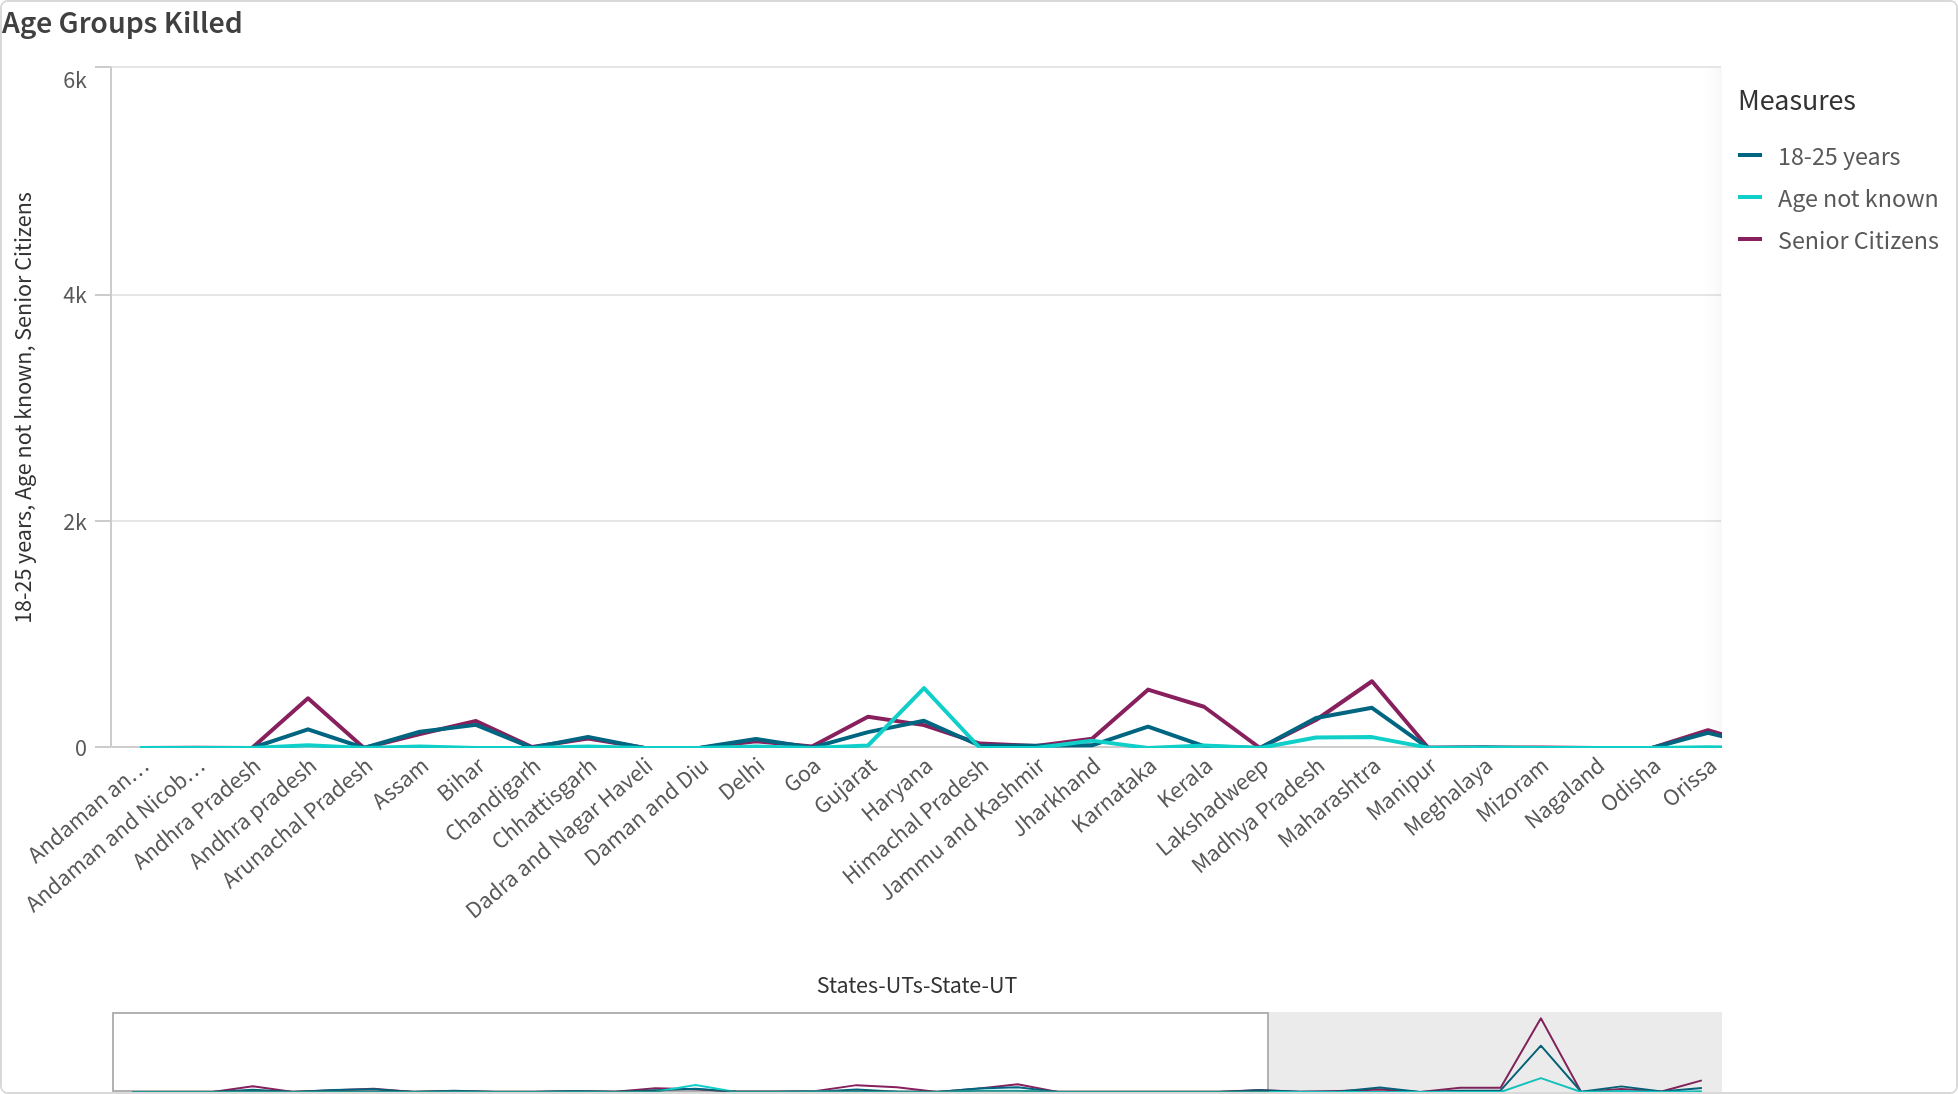 Age Groups Killed
18-25 years, Age not known, Senior Citizens
6k
4k
2k
0
Andaman an…
Andaman and Nicob…
Andhra Pradesh
Andhra pradesh
Arunachal Pradesh
Assam
Bihar
Chandigarh
Chhattisgarh
Dadra and Nagar Haveli
Daman and Diu
Delhi
Goa
Gujarat
Haryana
Himachal Pradesh
Jammu and Kashmir
Jharkhand
Karnataka
Kerala
Lakshadweep
Madhya Pradesh
Maharashtra
Manipur
Meghalaya
Mizoram
Nagaland
Odisha
Orissa
States-UTs-State-UT
Measures
18-25 years
Age not known
Senior Citizens